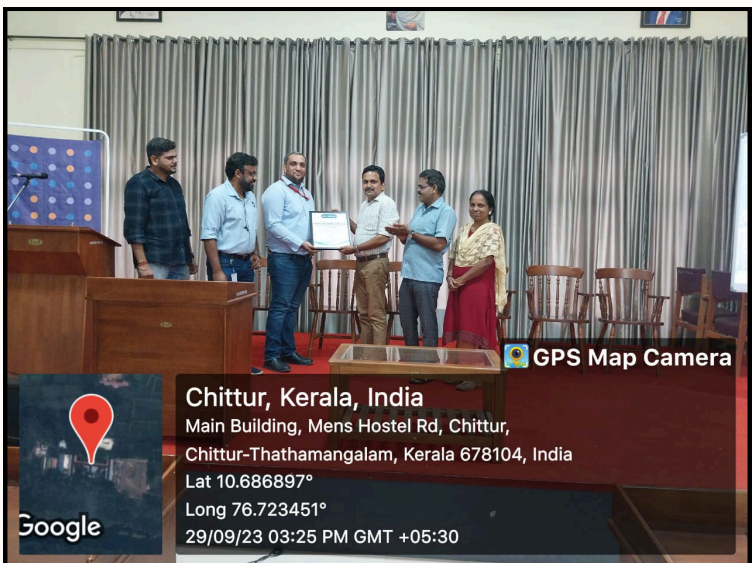 GPS Map Camera
Chittur, Kerala, India
Main Building, Mens Hostel Rd, Chittur,
Chittur-Thathamangalam, Kerala 678104, India
Lat 10.686897°
Long 76.723451°
29/09/23 03:25 PM GMT +05:30
Google